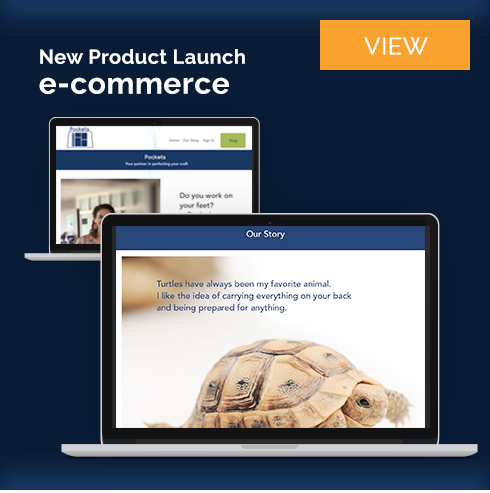 VIEW
New Product Launch
e-commerce
Pockets
Home Our Story Sign In Shop
Pockets
Your partner in perfecting your craft
Do you work on
your feet?
Our Story
Turtles have always been my favorite animal.
I like the idea of carrying everything on your back
and being prepared for anything.